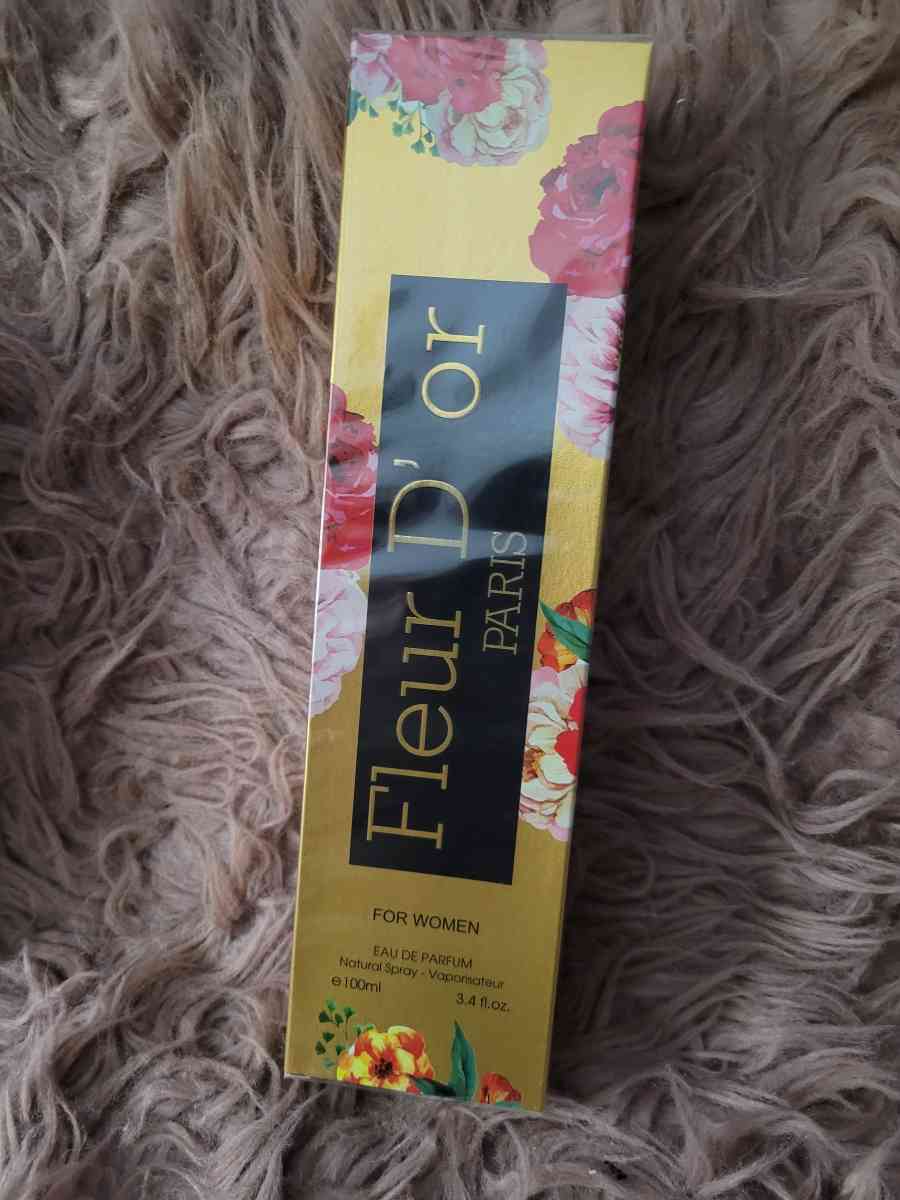 Fleur D'or
PARIS
FOR WOMEN
EAU DE PARFUM
Natural Spray - Vaporisateur
℮100ml 3.4 fl.oz.